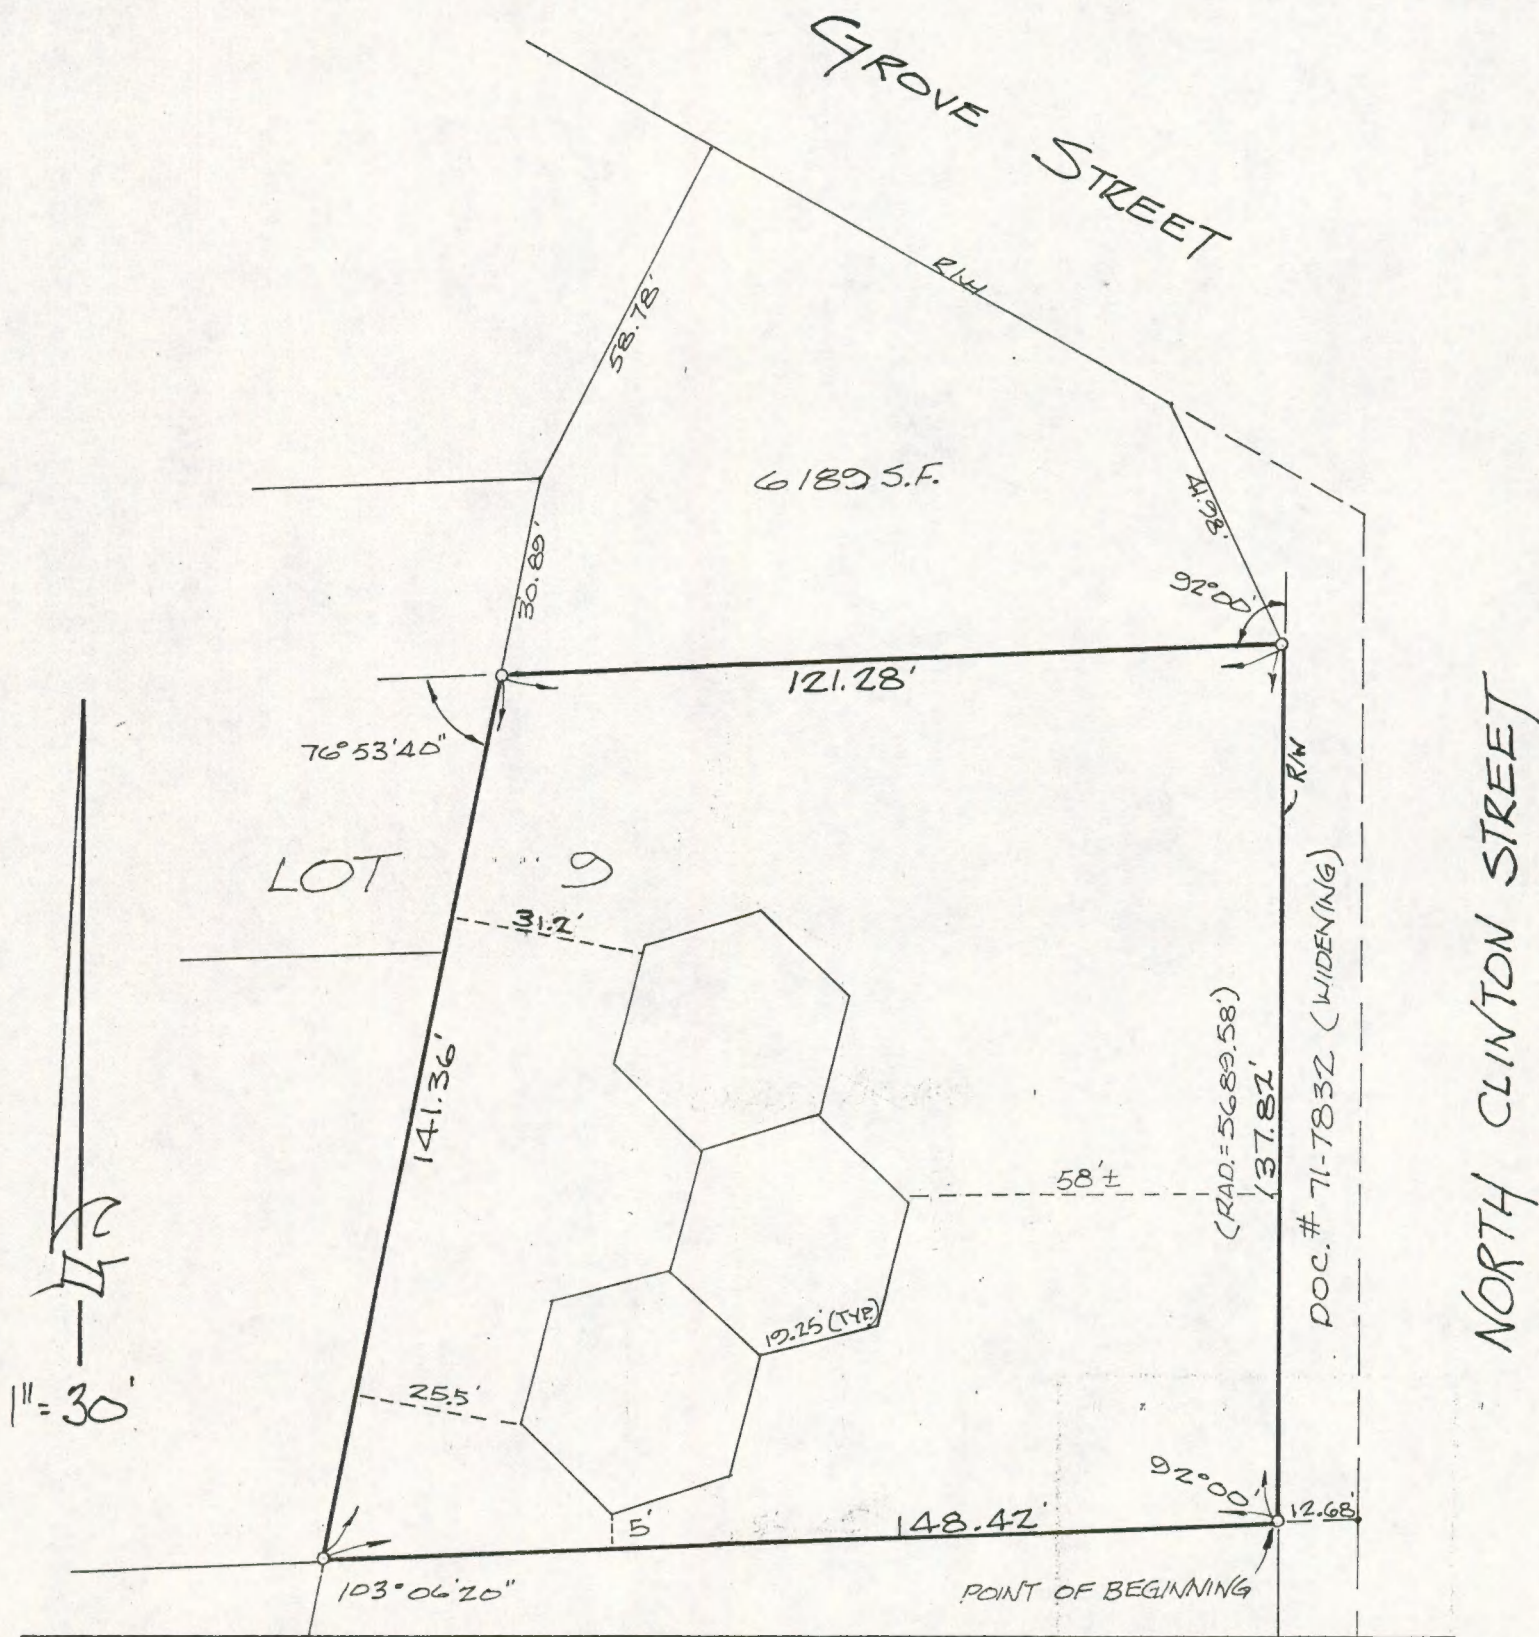 GROVE STREET
R/W
58.78'
6189 S.F.
41.98'
30.89'
92°00'
121.28'
76°53'40"
R/W
LOT 9
31.2'
NORTH CLINTON STREET
DOC.# 71-7832 (WIDENING)
(RAD.=5689.58')
137.82'
141.36'
58'±
19.25'(TYP.)
1"=30'
25.5'
92°00'
12.68'
5'
148.42'
103°06'20"
POINT OF BEGINNING